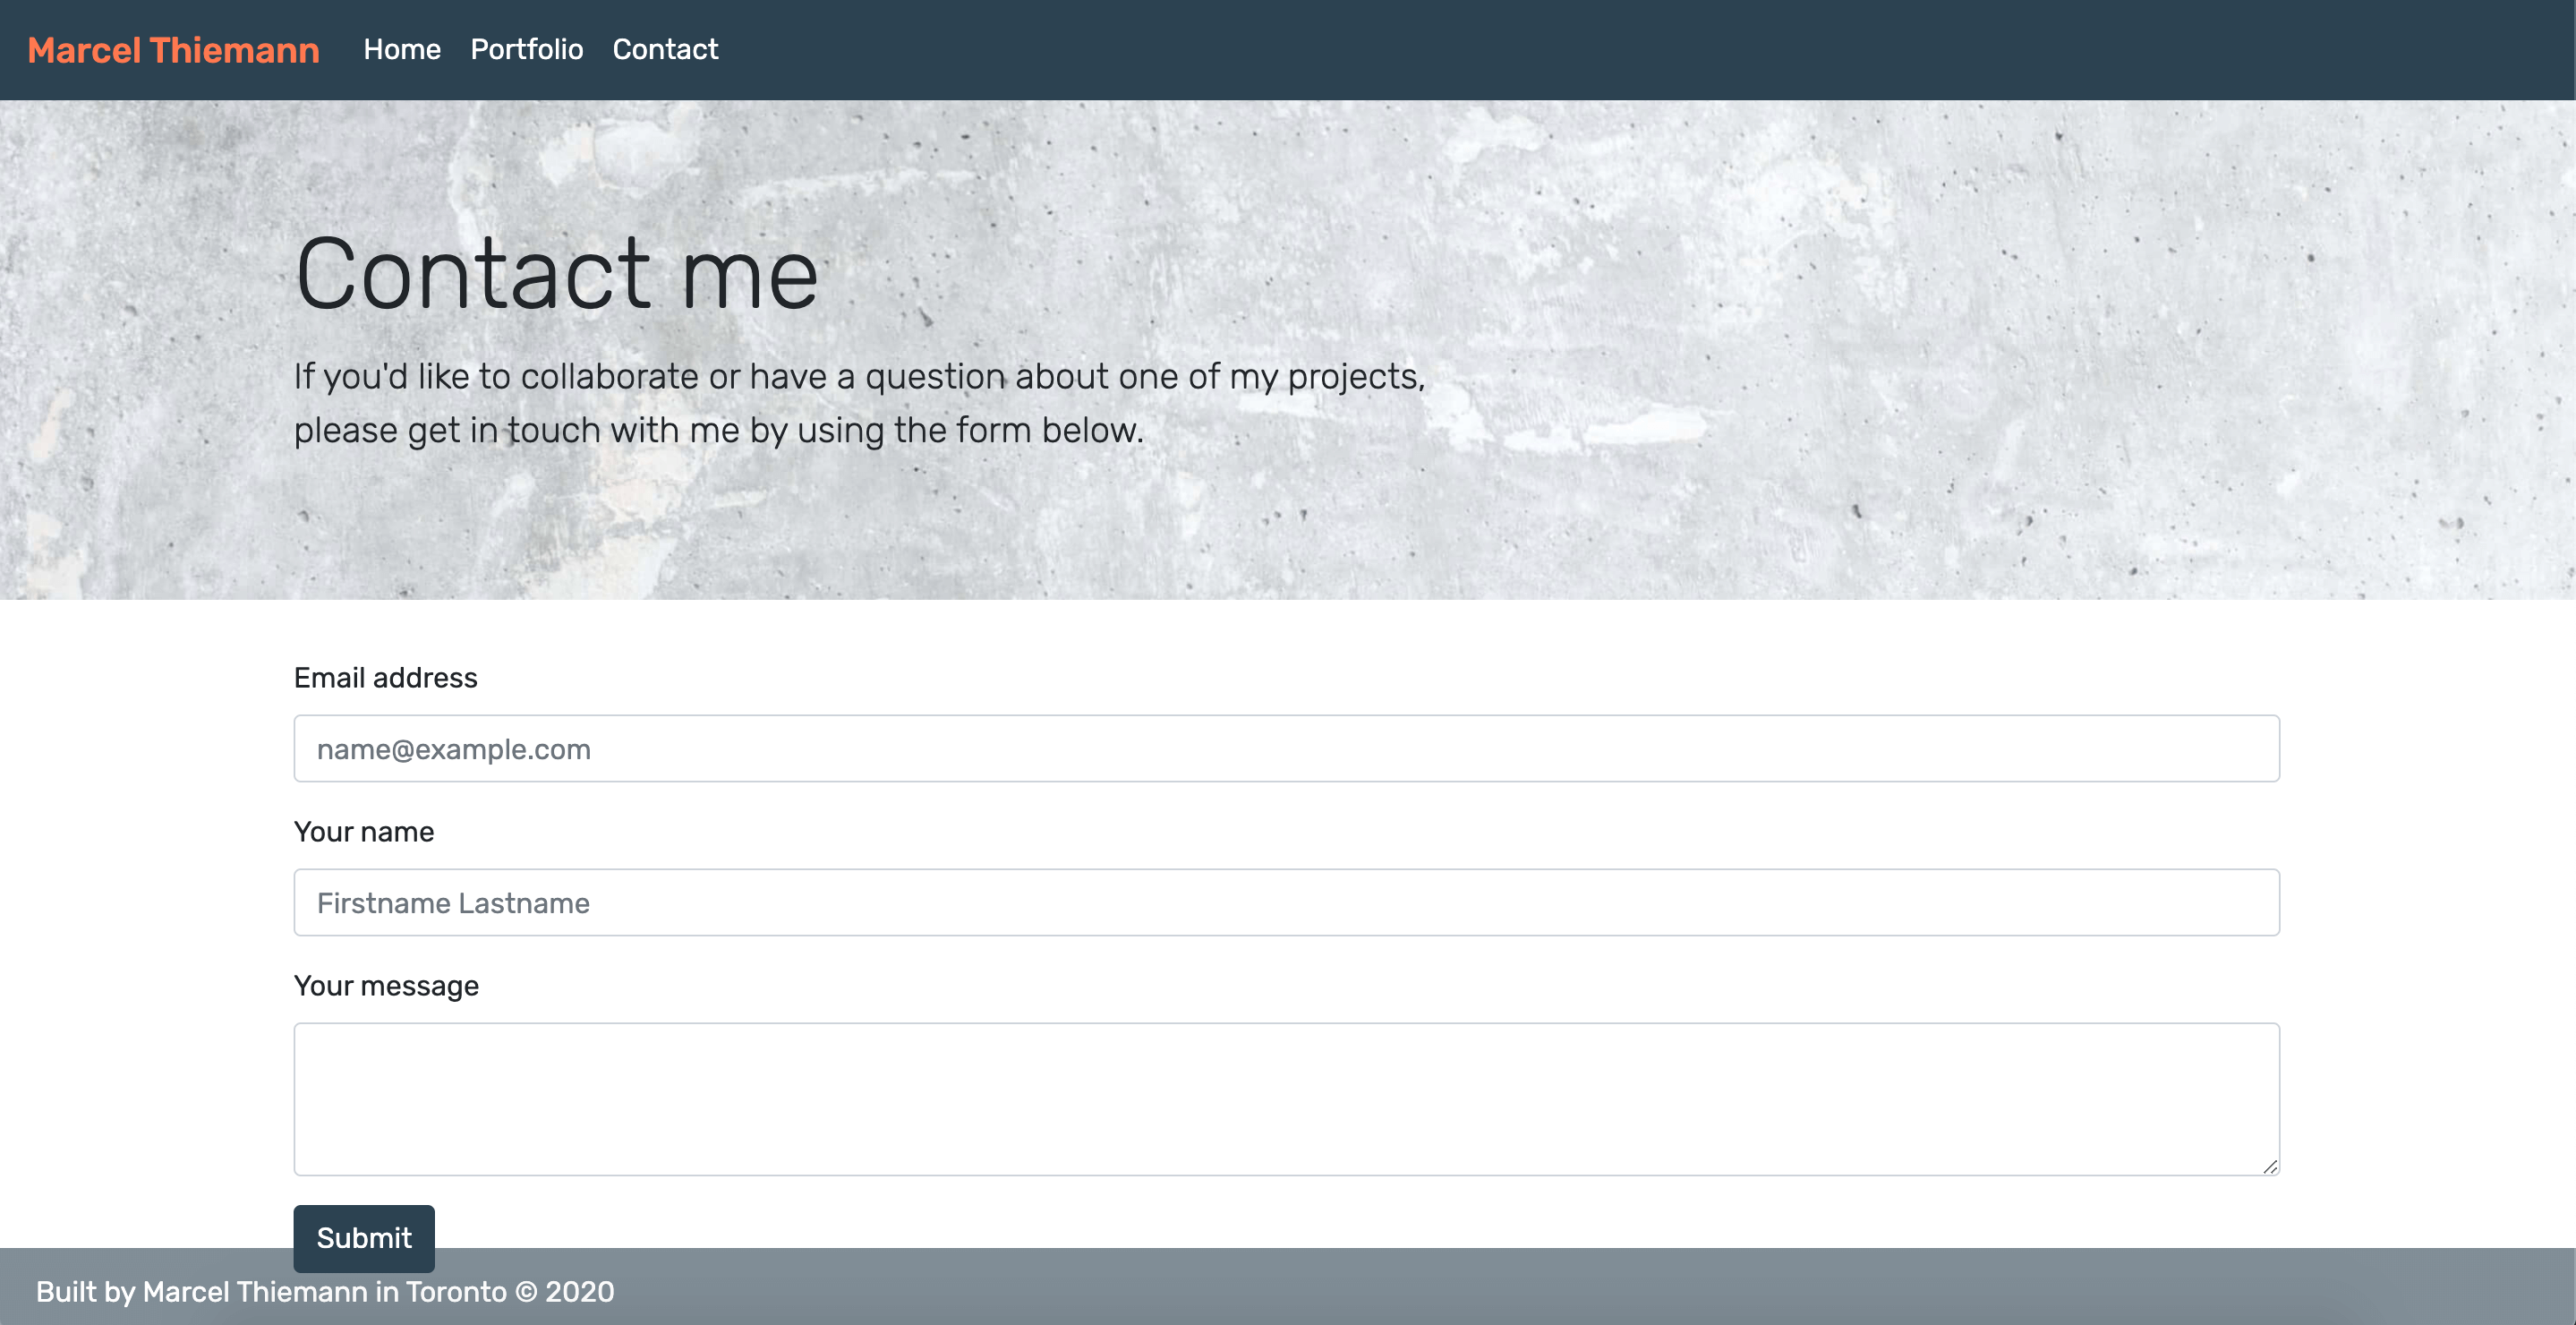 Marcel Thiemann Home Portfolio Contact
Contact me
If you'd like to collaborate or have a question about one of my projects,
please get in touch with me by using the form below.
Email address
name@example.com
Your name
Firstname Lastname
Your message
Submit
Built by Marcel Thiemann in Toronto © 2020